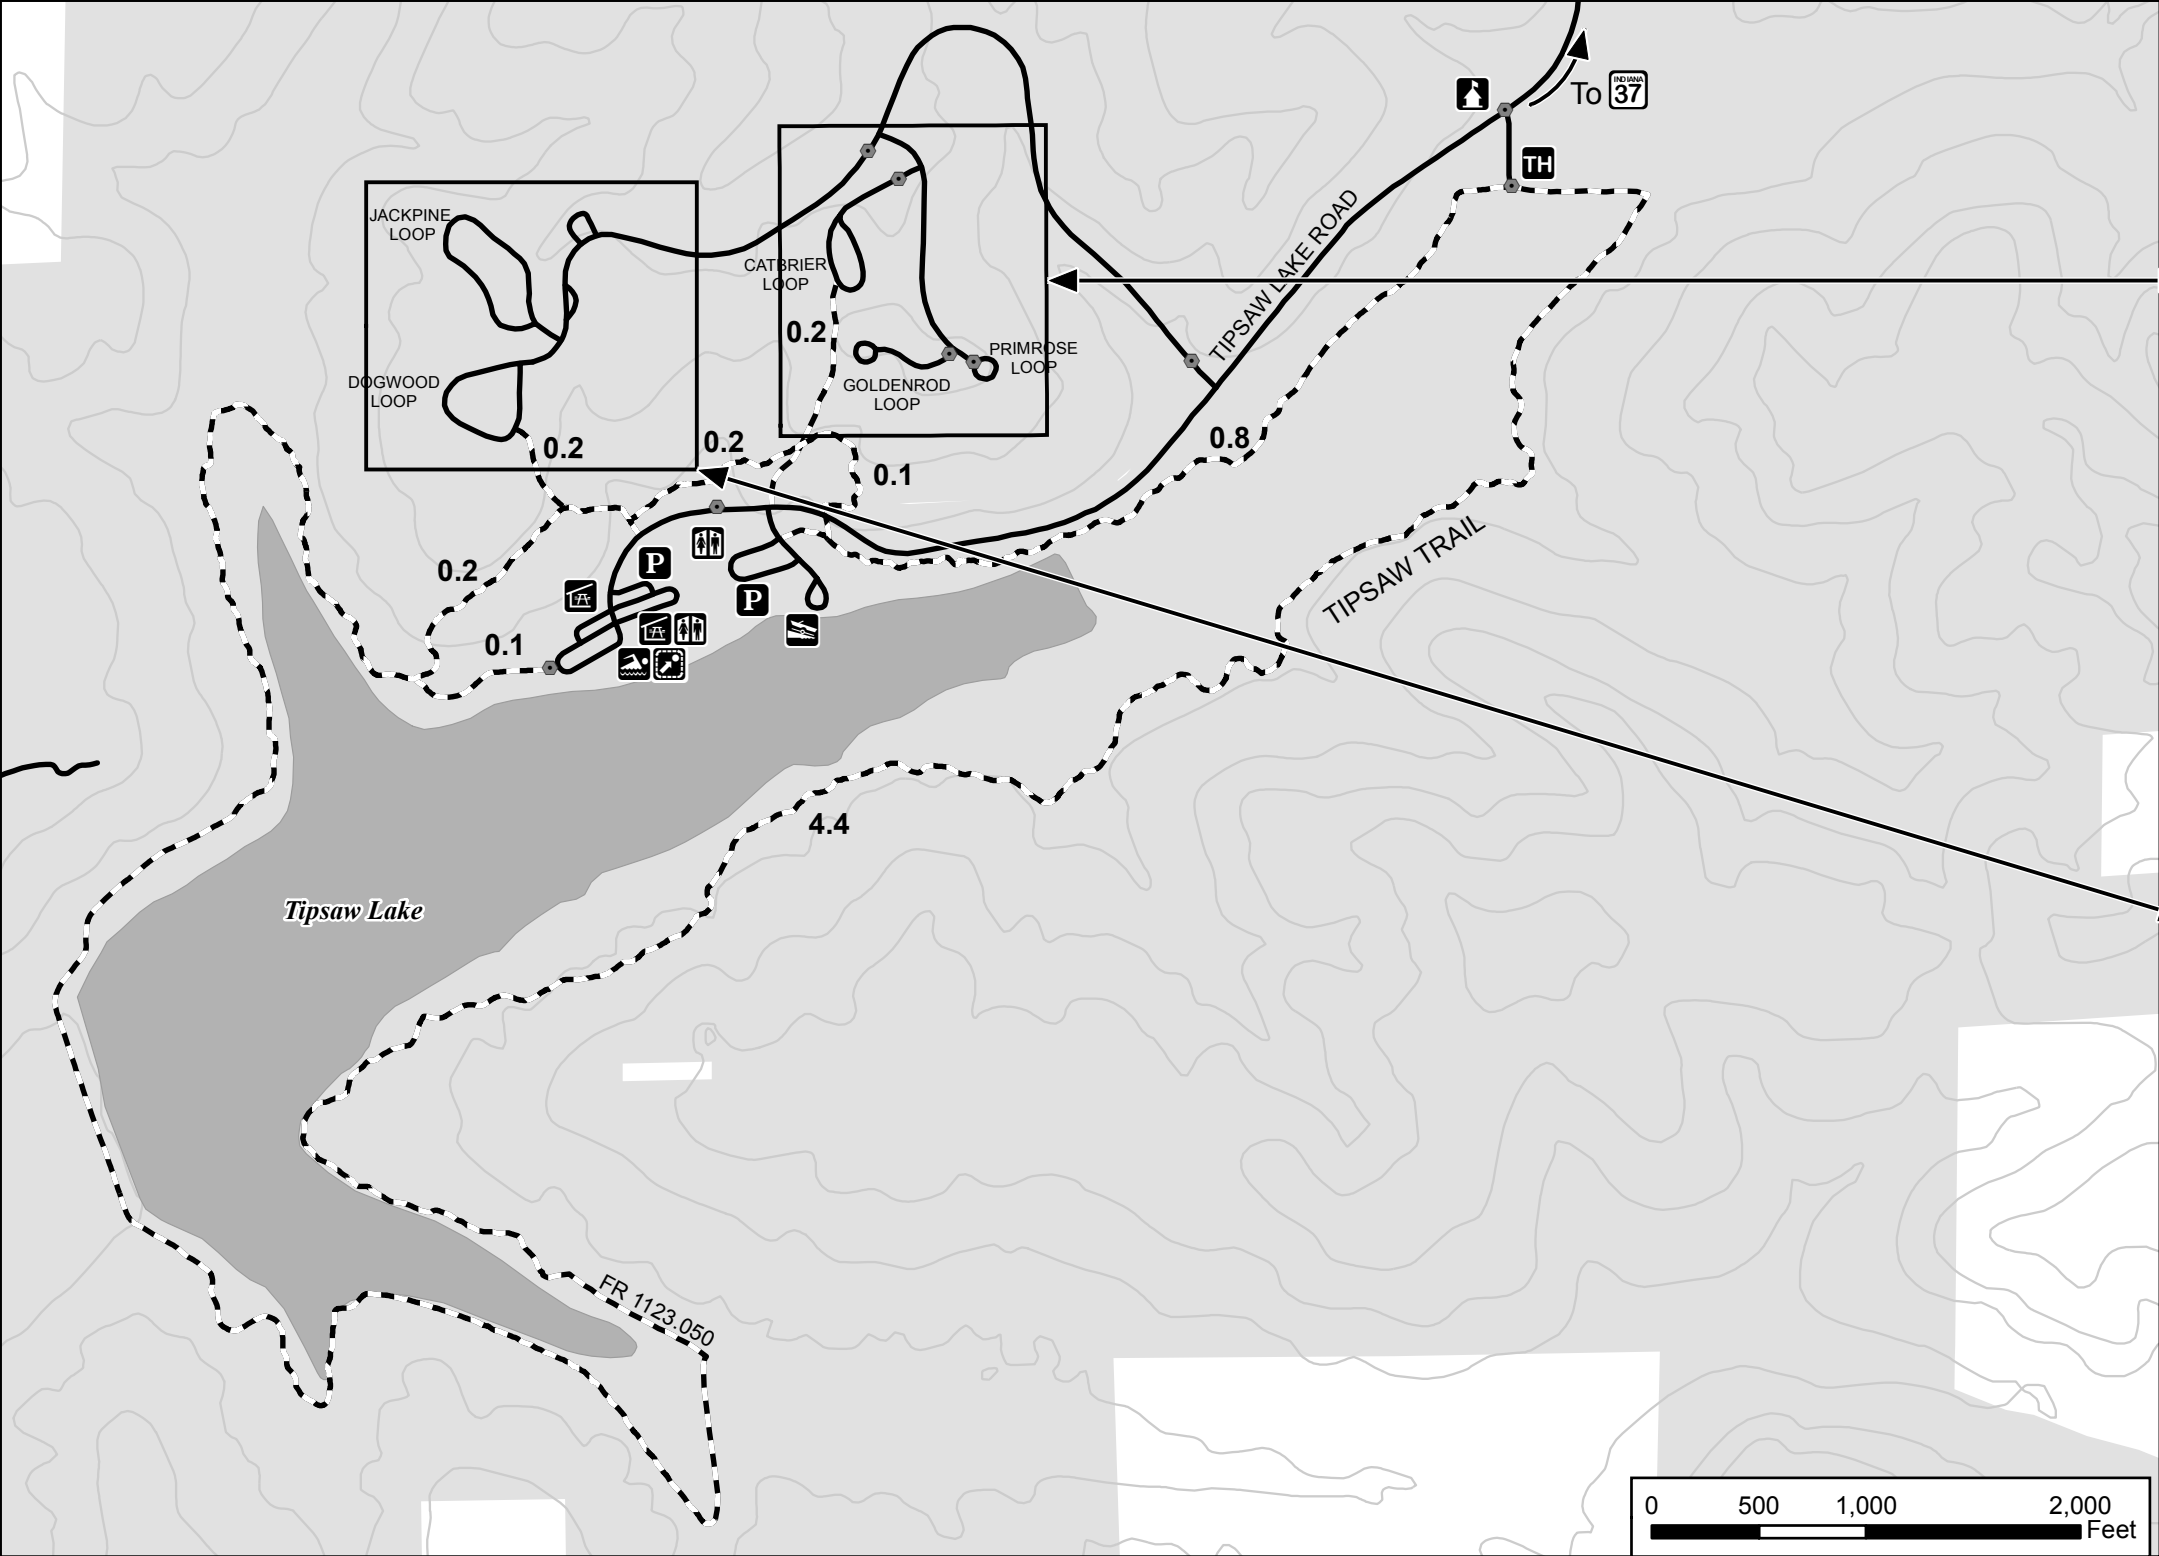 To
INDIANA
37
TH
JACKPINE
LOOP
CATBRIER
LOOP
TIPSAW LAKE ROAD
0.2
PRIMROSE
LOOP
DOGWOOD
LOOP
GOLDENROD
LOOP
0.2
0.2
0.8
0.1
TIPSAW TRAIL
0.2
P
P
0.1
4.4
Tipsaw Lake
FR 1123.050
0 500 1,000 2,000
Feet